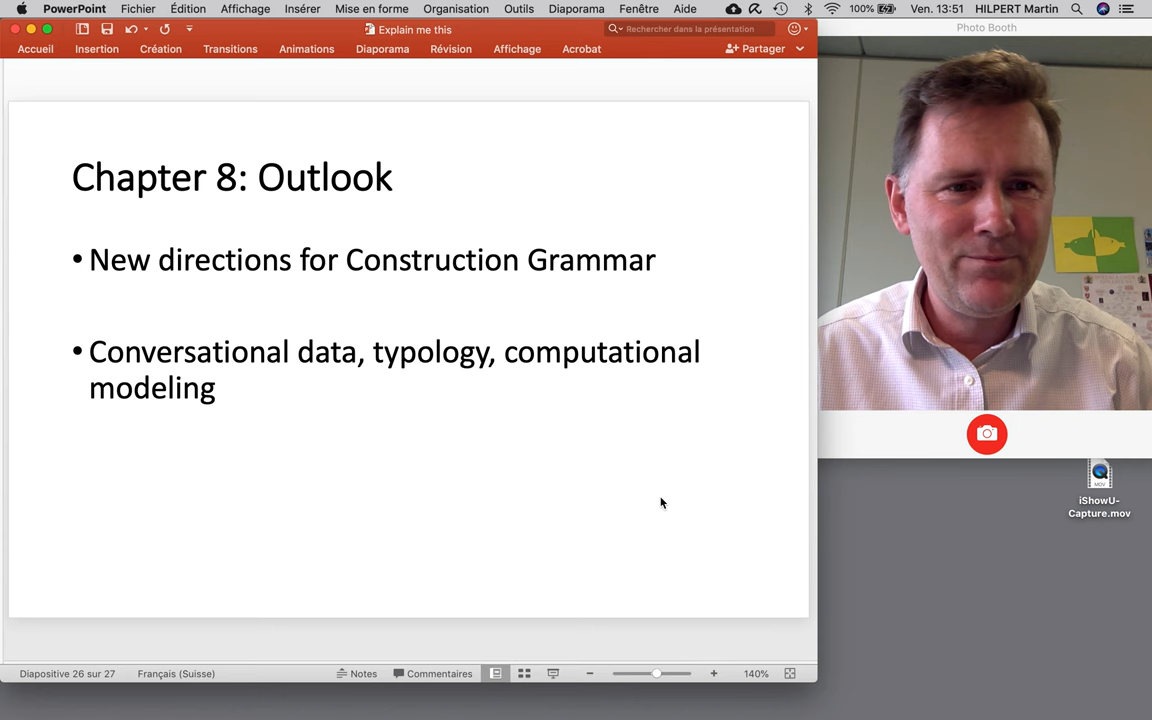 PowerPoint Fichier Édition Affichage Insérer Mise en forme Organisation Outils Diaporama Fenêtre Aide 100% Ven. 13:51 HILPERT Martin
Explain me this
Rechercher dans la présentation
Photo Booth
Accueil Insertion Création Transitions Animations Diaporama Révision Affichage Acrobat Partager
Chapter 8: Outlook
• New directions for Construction Grammar
• Conversational data, typology, computational
modeling
MOV
iShowU-
Capture.mov
Diapositive 26 sur 27 Français (Suisse) Notes Commentaires 140%